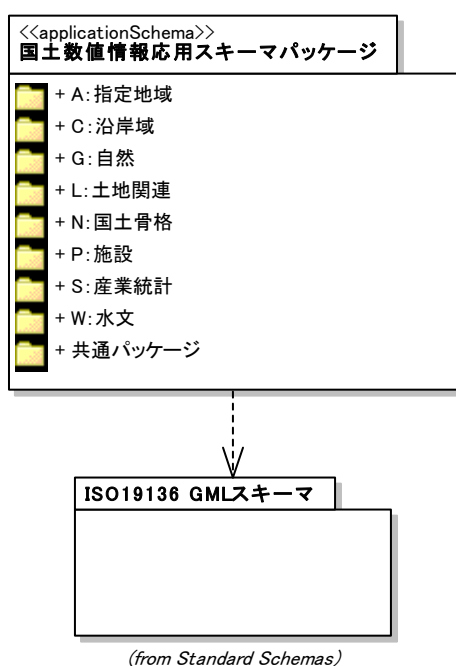 <<applicationSchema>>
国土数値情報応用スキーマパッケージ
+ A:指定地域
+ C:沿岸域
+ G:自然
+ L:土地関連
+ N:国土骨格
+ P:施設
+ S:産業統計
+ W:水文
+ 共通パッケージ
ISO19136 GMLスキーマ
(from Standard Schemas)